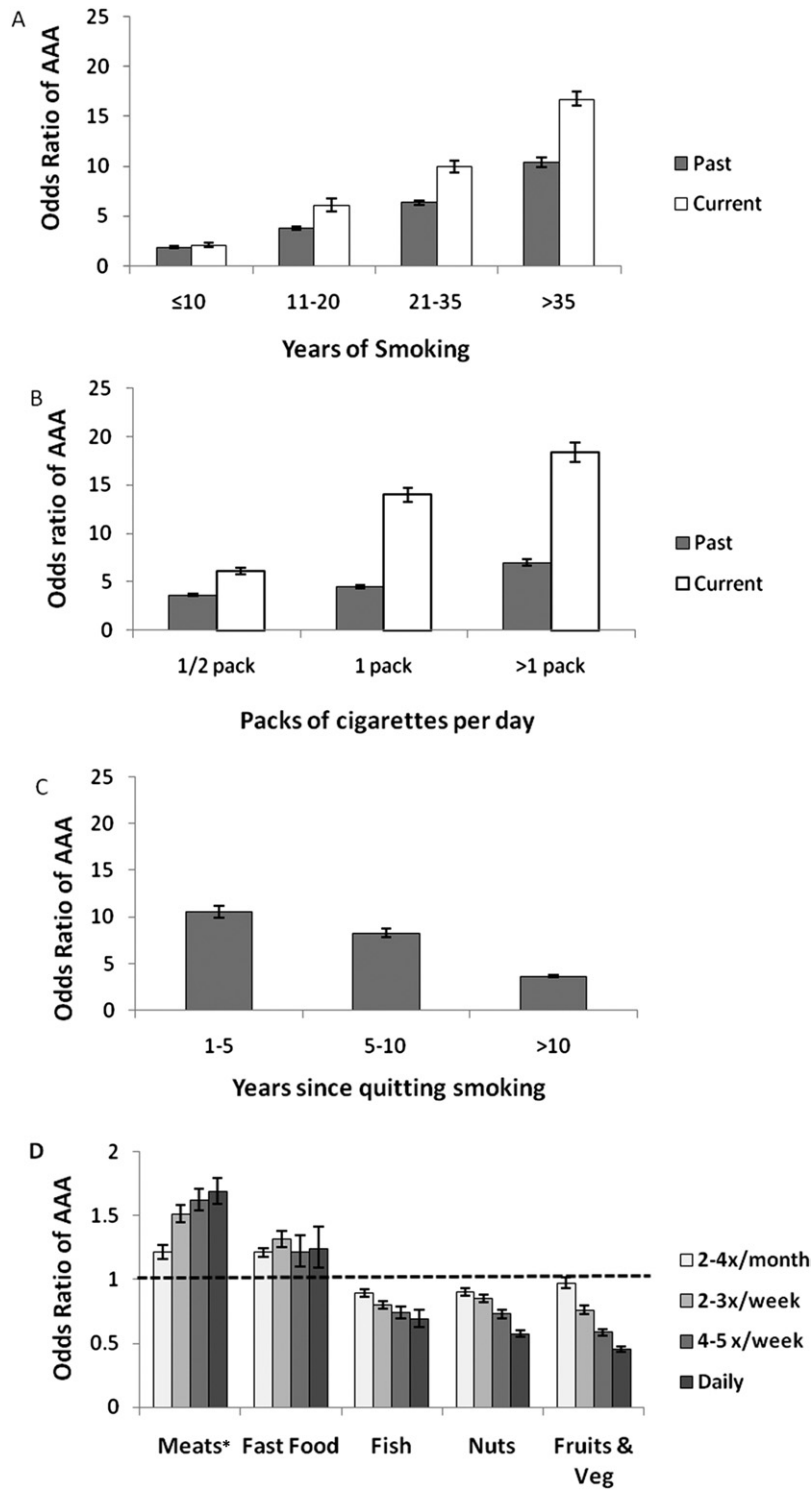 A
Odds Ratio of AAA
25
20
15
10
5
0
≤10 11-20 21-35 >35
Years of Smoking
Past
Current
B
Odds ratio of AAA
25
20
15
10
5
0
1/2 pack 1 pack >1 pack
Packs of cigarettes per day
Past
Current
C
Odds Ratio of AAA
25
20
15
10
5
0
1-5 5-10 >10
Years since quitting smoking
D
Odds Ratio of AAA
2
1.5
1
0.5
0
Meats* Fast Food Fish Nuts Fruits &
Veg
2-4x/month
2-3x/week
4-5 x/week
Daily